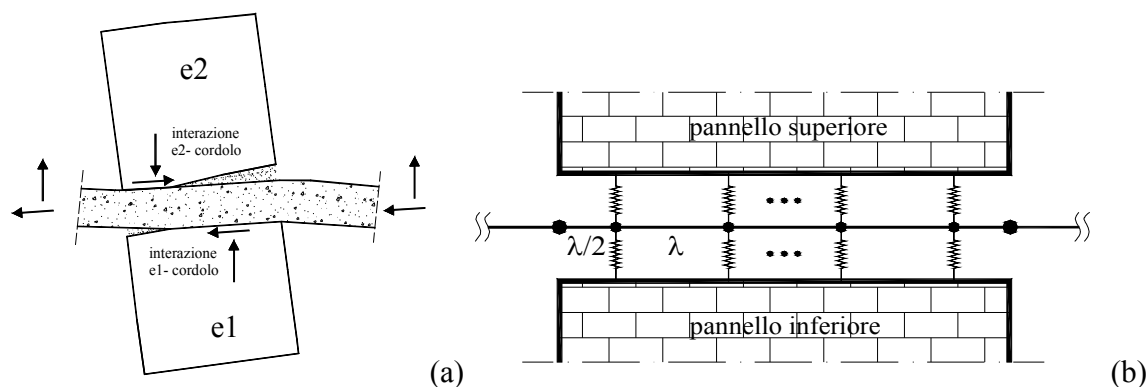 e2
interazione
e2- cordolo
interazione
e1- cordolo
e1
(a)
pannello superiore
λ/2
λ
pannello inferiore
(b)